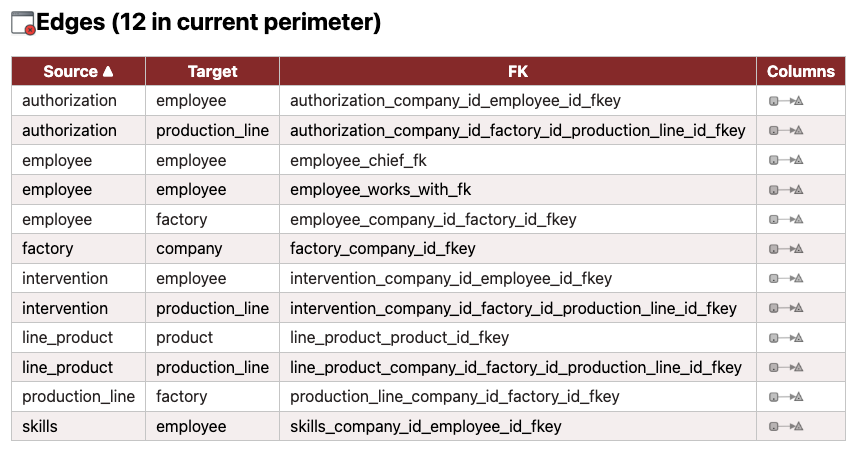 Edges (12 in current perimeter)
Source Target FK Columns
authorization employee authorization_company_id_employee_id_fkey
authorization production_line authorization_company_id_factory_id_production_line_id_fkey
employee employee employee_chief_fk
employee employee employee_works_with_fk
employee factory employee_company_id_factory_id_fkey
factory company factory_company_id_fkey
intervention employee intervention_company_id_employee_id_fkey
intervention production_line intervention_company_id_factory_id_production_line_id_fkey
line_product product line_product_product_id_fkey
line_product production_line line_product_company_id_factory_id_production_line_id_fkey
production_line factory production_line_company_id_factory_id_fkey
skills employee skills_company_id_employee_id_fkey